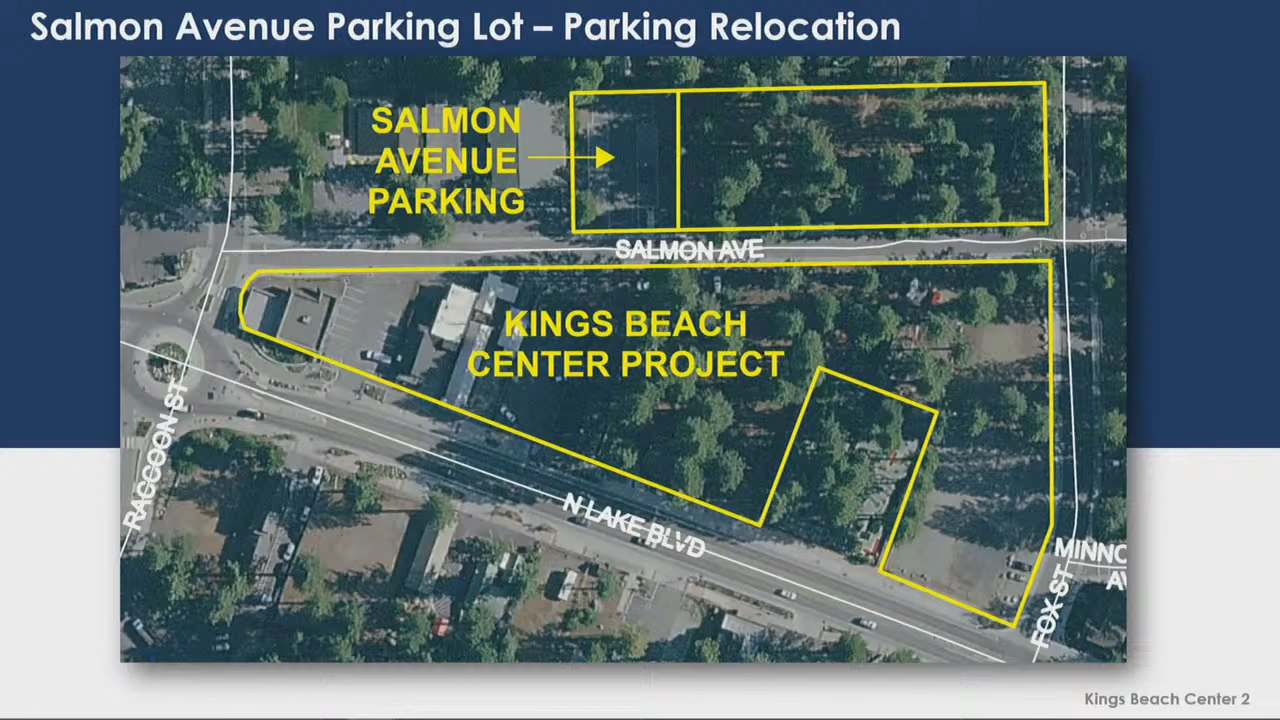 Salmon Avenue Parking Lot – Parking Relocation
SALMON
AVENUE
PARKING
SALMON AVE
KINGS BEACH
CENTER PROJECT
RACCOON ST
N LAKE BLVD
MINNO
AV
FOX ST
Kings Beach Center 2